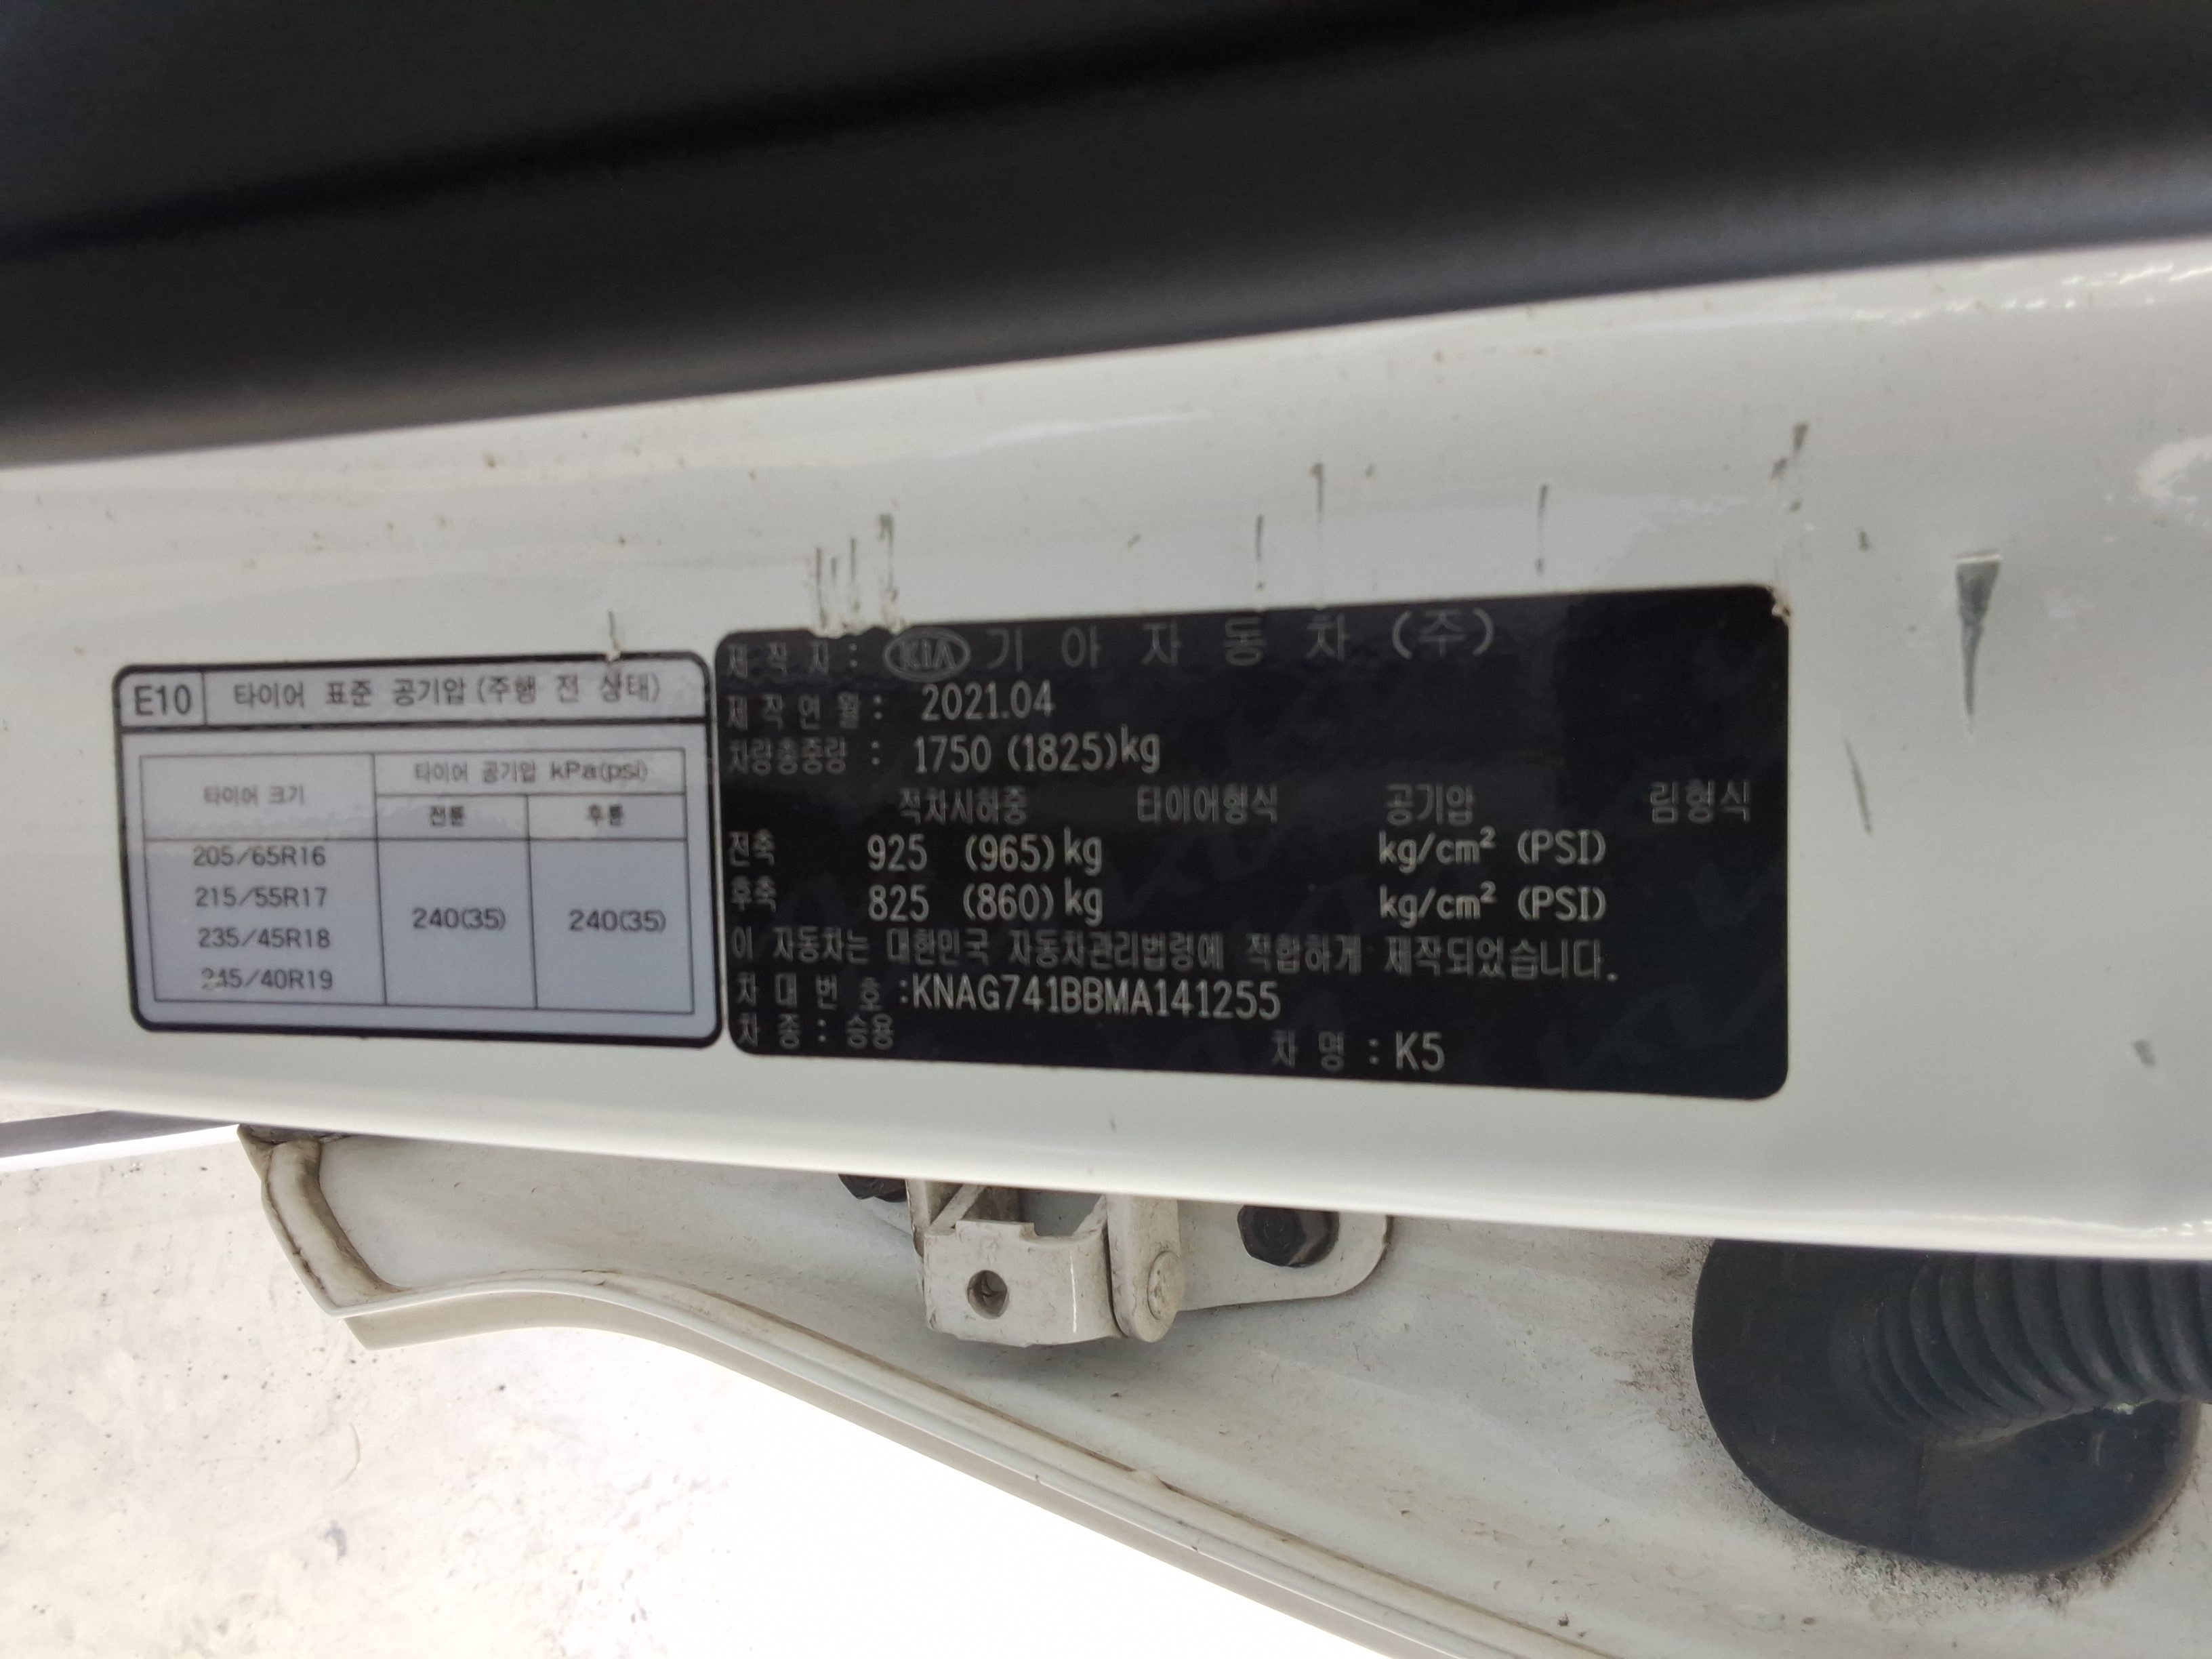 E10 타이어 표준 공기압 (주행 전 상태)
타이어 크기
타이어 공기압 kPa(psi)
전륜 후륜
205/65R16
215/55R17
235/45R18
245/40R19
240(35) 240(35)
제작자 : KIA 기아자동차(주)
제작연월 : 2021.04
차량총중량 : 1750 (1825)kg
적차시하중 타이어형식 공기압 림형식
전축 925 (965)kg kg/cm² (PSI)
후축 825 (860)kg kg/cm² (PSI)
이 자동차는 대한민국 자동차관리법령에 적합하게 제작되었습니다.
차대번호 :KNAG741BBMA141255
차종 : 승용 차명 : K5